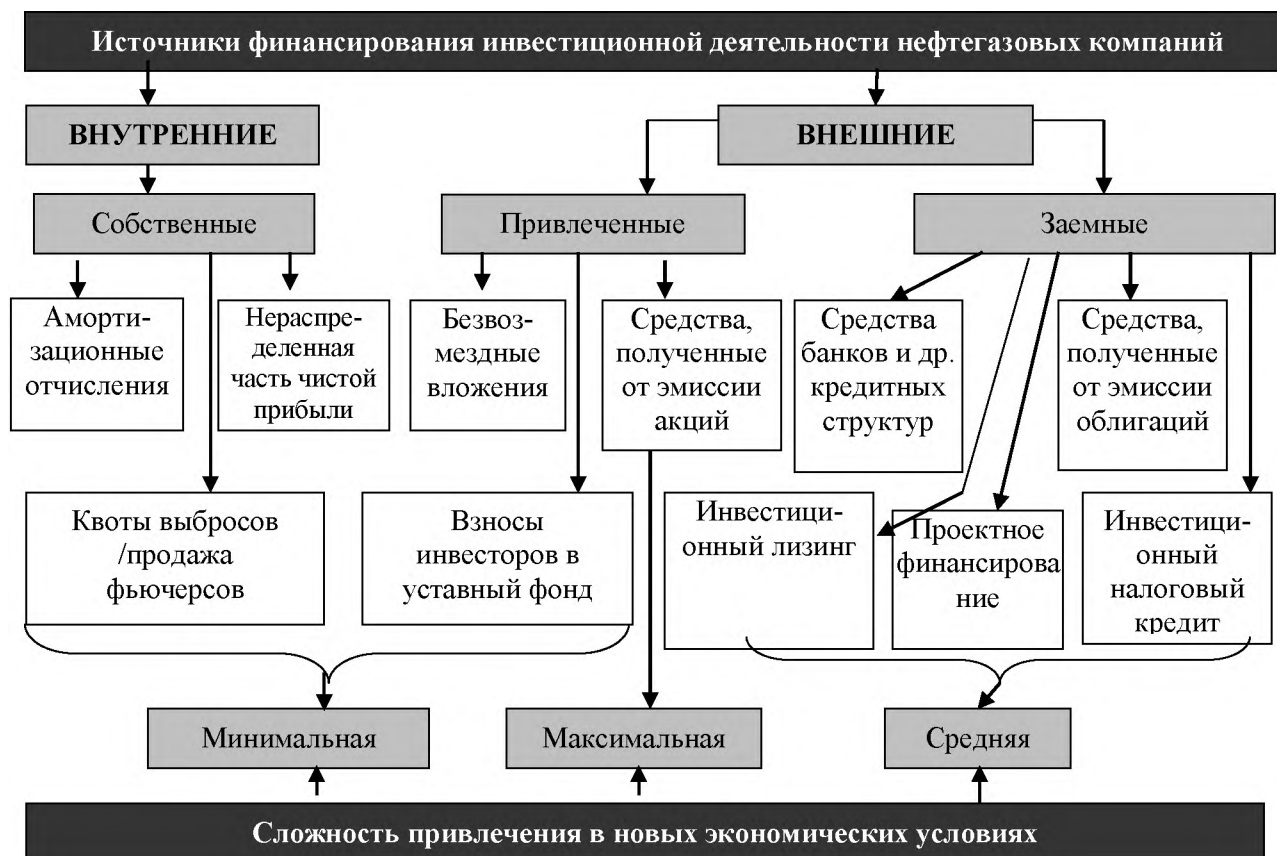 Источники финансирования инвестиционной деятельности нефтегазовых компаний
ВНУТРЕННИЕ
ВНЕШНИЕ
Собственные
Привлеченные
Заемные
Аморти-
зационные
отчисления
Нераспре-
деленная
часть чистой
прибыли
Безвоз-
мездные
вложения
Средства,
полученные
от эмиссии
акций
Средства
банков и др.
кредитных
структур
Средства,
полученные
от эмиссии
облигаций
Квоты выбросов
/продажа
фьючерсов
Взносы
инвесторов в
уставный фонд
Инвестици-
онный лизинг
Проектное
финансирова
ние
Инвестици-
онный
налоговый
кредит
Минимальная
Максимальная
Средняя
Сложность привлечения в новых экономических условиях